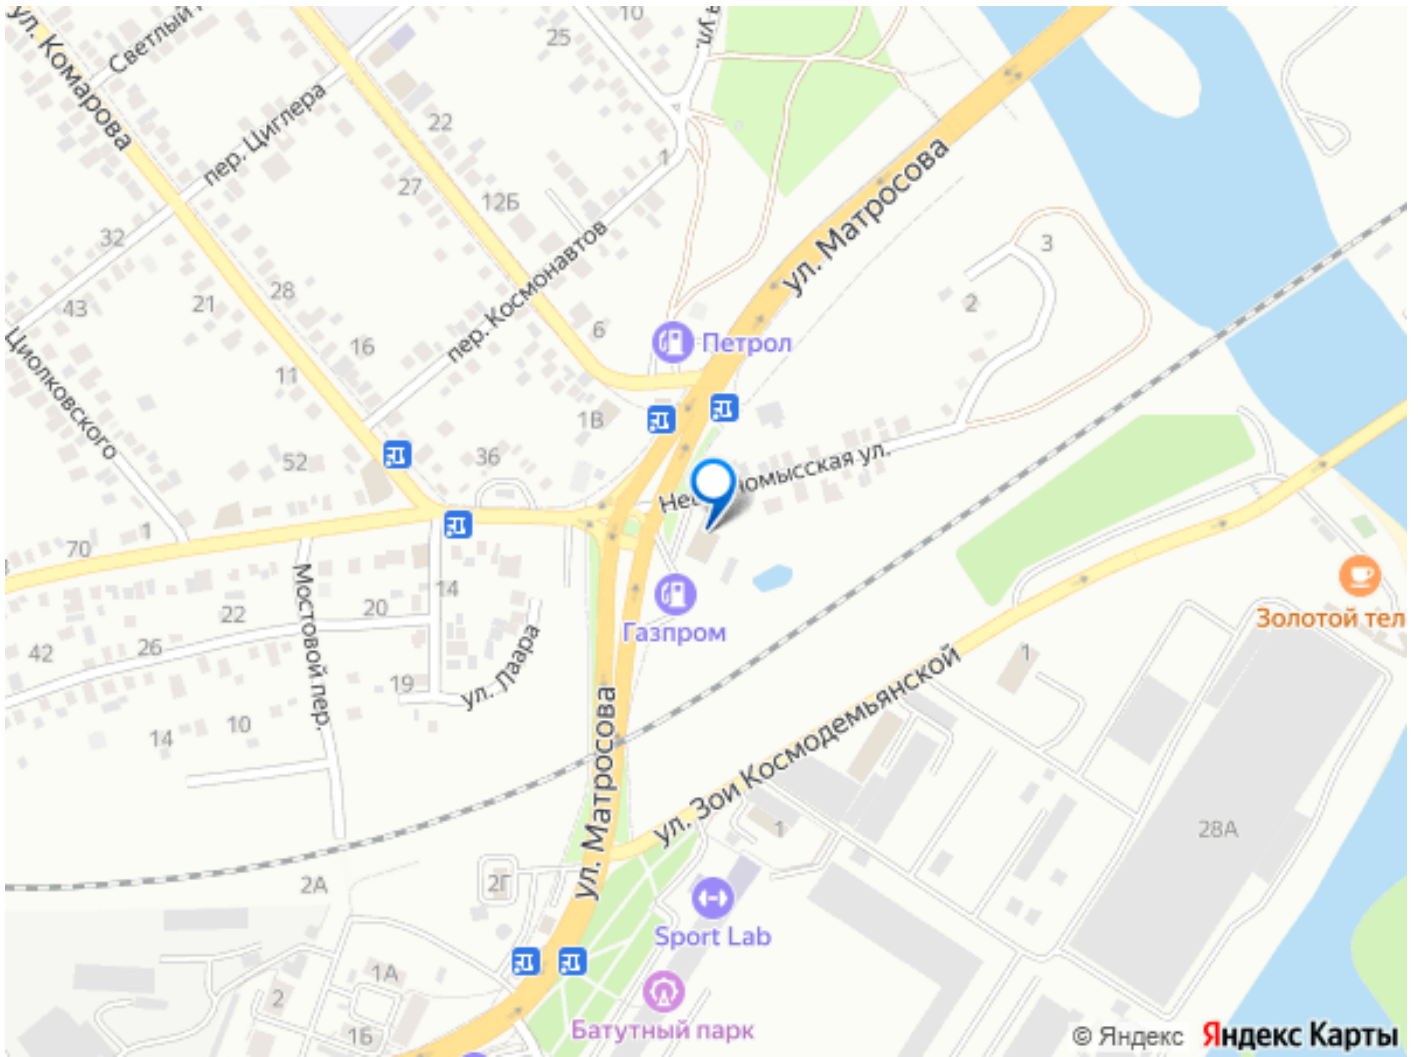 10
я ул.
25
Светлый
ул. Комарова
пер. Циглера
22
1
27
12Б
ул. Матросова
32
пер. Космонавтов
3
43
21
28
2
6
Петрол
16
Циолковского
11
1В
36
52
ул.
1
70
Мостовой пер.
14
20
22
Газпром
Золотой тел
42
26
ул. Лаара
19
1
10
14
ул. Матросова
ул. Зои Космодемьянской
1
28А
2А
2Г
Sport Lab
1А
2
1Б
Батутный парк
© Яндекс Яндекс Карты